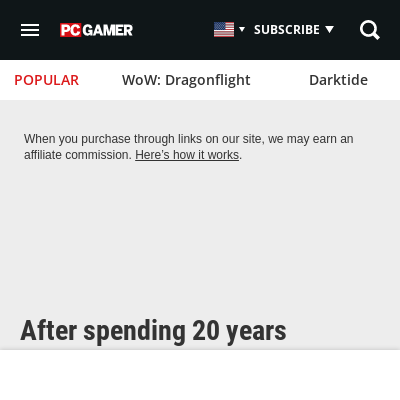 PC GAMER SUBSCRIBE
POPULAR WoW: Dragonflight Darktide
When you purchase through links on our site, we may earn an
affiliate commission. Here’s how it works.
After spending 20 years